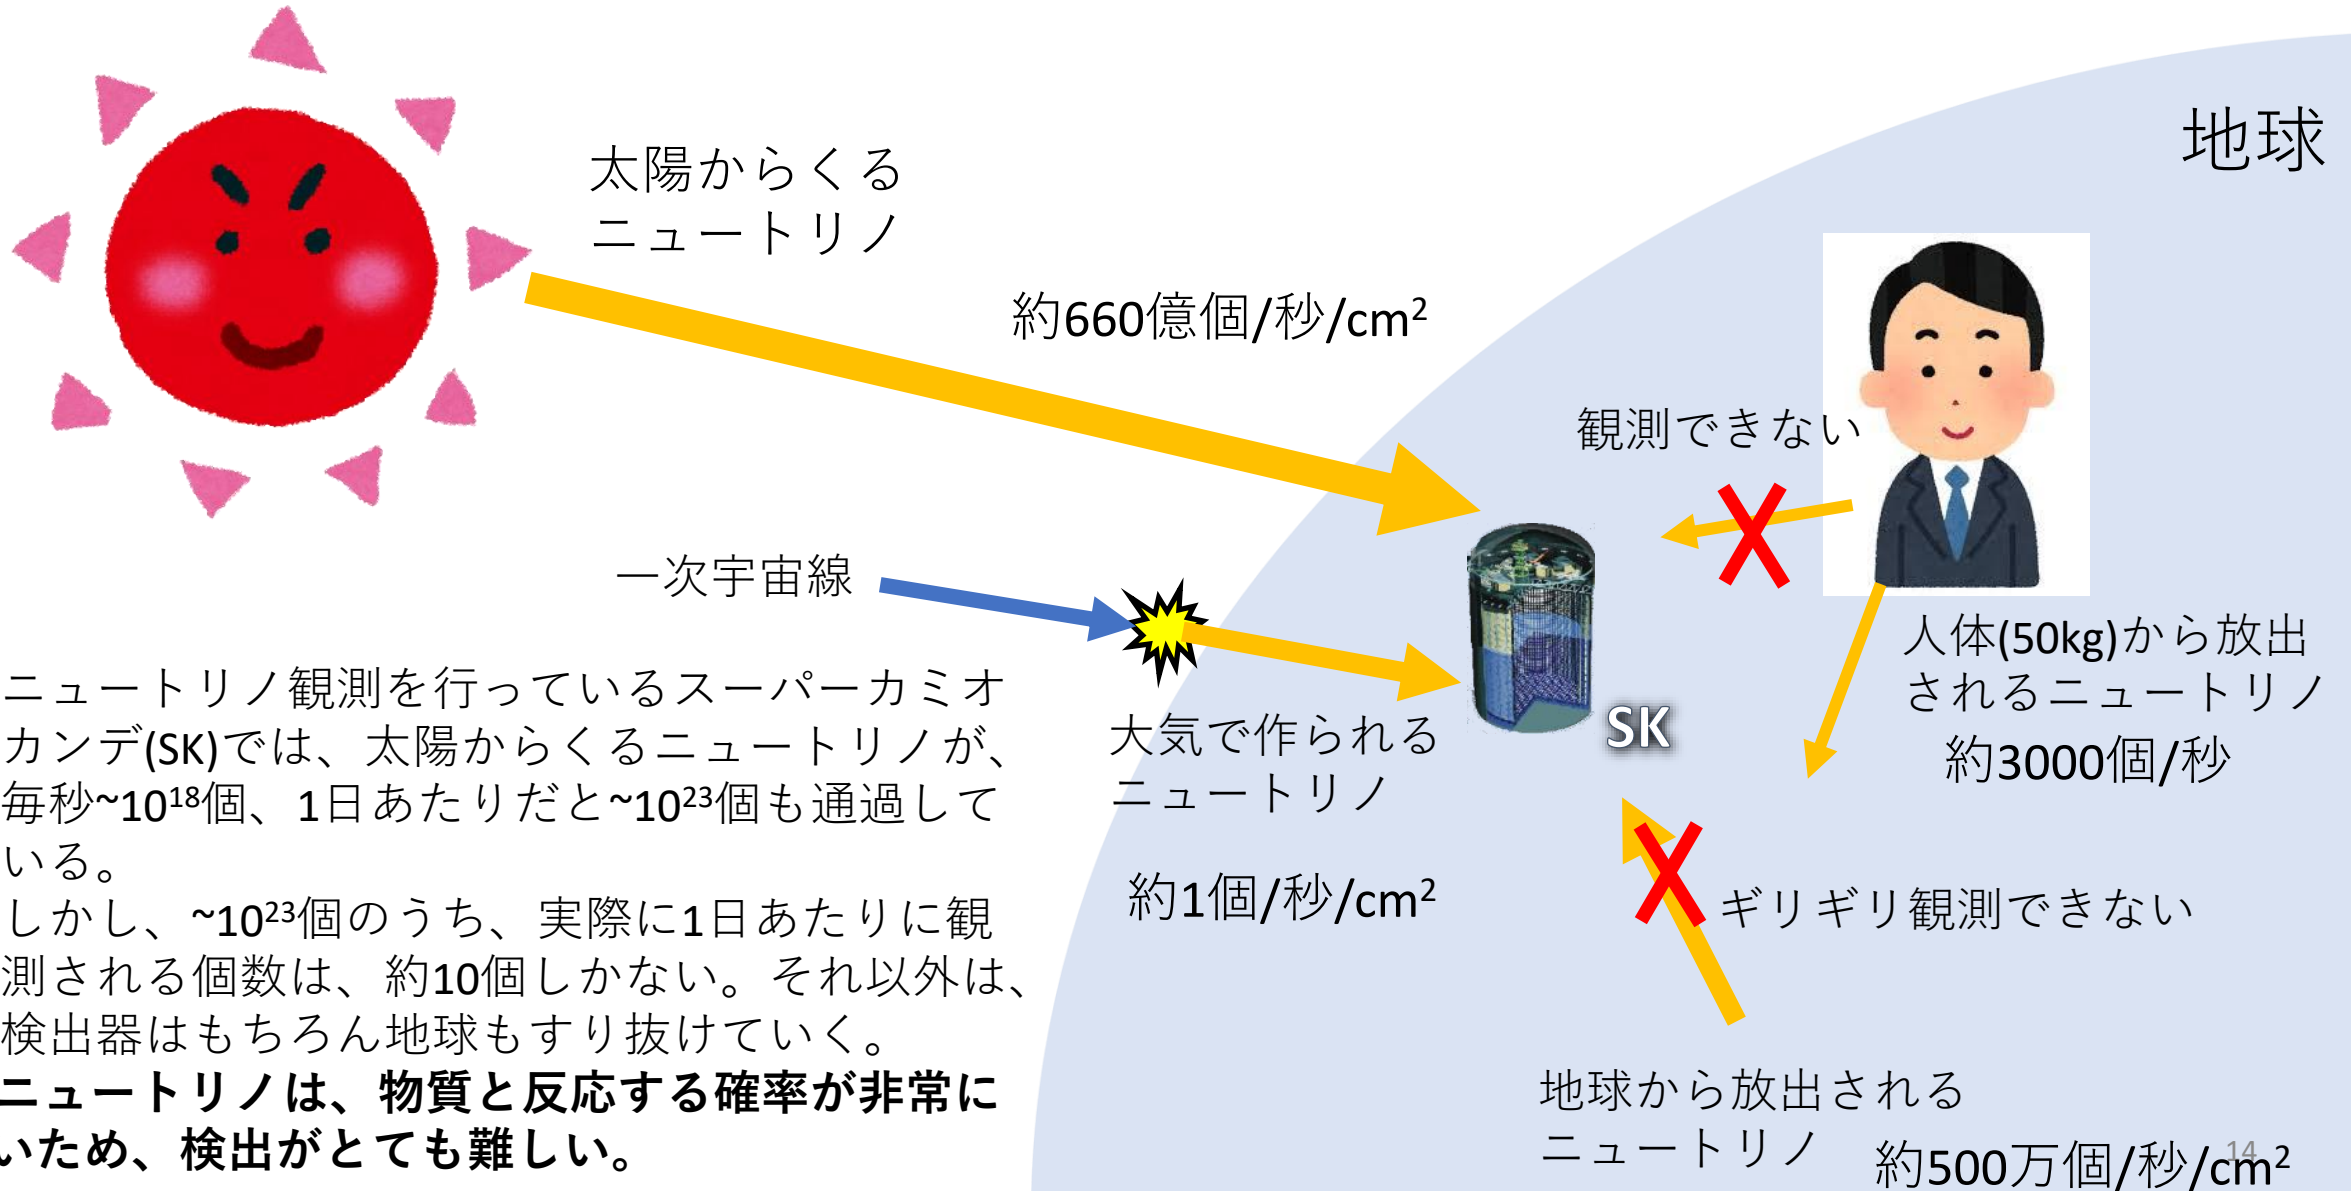 地球
太陽からくる
ニュートリノ
約660億個/秒/cm²
観測できない
一次宇宙線
SK
人体(50kg)から放出
されるニュートリノ
約3000個/秒
大気で作られる
ニュートリノ
約1個/秒/cm²
ギリギリ観測できない
地球から放出される
ニュートリノ
約500万個/秒/cm²
14
ニュートリノ観測を行っているスーパーカミオ
カンデ(SK)では、太陽からくるニュートリノが、
毎秒~10¹⁸個、1日あたりだと~10²³個も通過して
いる。
しかし、~10²³個のうち、実際に1日あたりに観
測される個数は、約10個しかない。それ以外は、
検出器はもちろん地球もすり抜けていく。
ニュートリノは、物質と反応する確率が非常に
いため、検出がとても難しい。